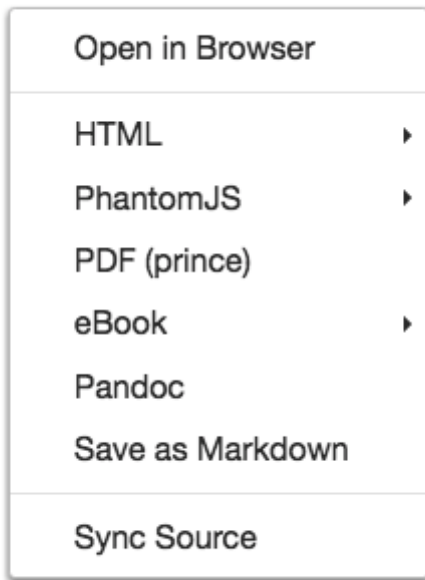 Open in Browser
HTML
PhantomJS
PDF (prince)
eBook
Pandoc
Save as Markdown
Sync Source